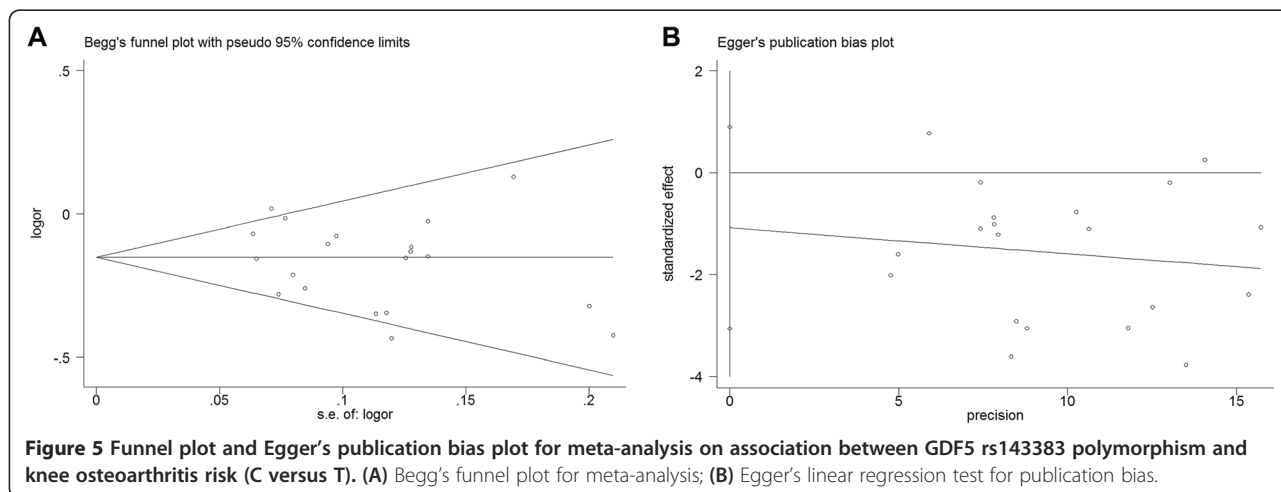 A
Begg's funnel plot with pseudo 95% confidence limits
.5
0
-.5
logor
0
.05
.1
.15
.2
s.e. of: logor
B
Egger's publication bias plot
2
0
-2
-4
standardized effect
0
5
10
15
precision
Figure 5 Funnel plot and Egger's publication bias plot for meta-analysis on association between GDF5 rs143383 polymorphism and
knee osteoarthritis risk (C versus T). (A) Begg's funnel plot for meta-analysis; (B) Egger's linear regression test for publication bias.